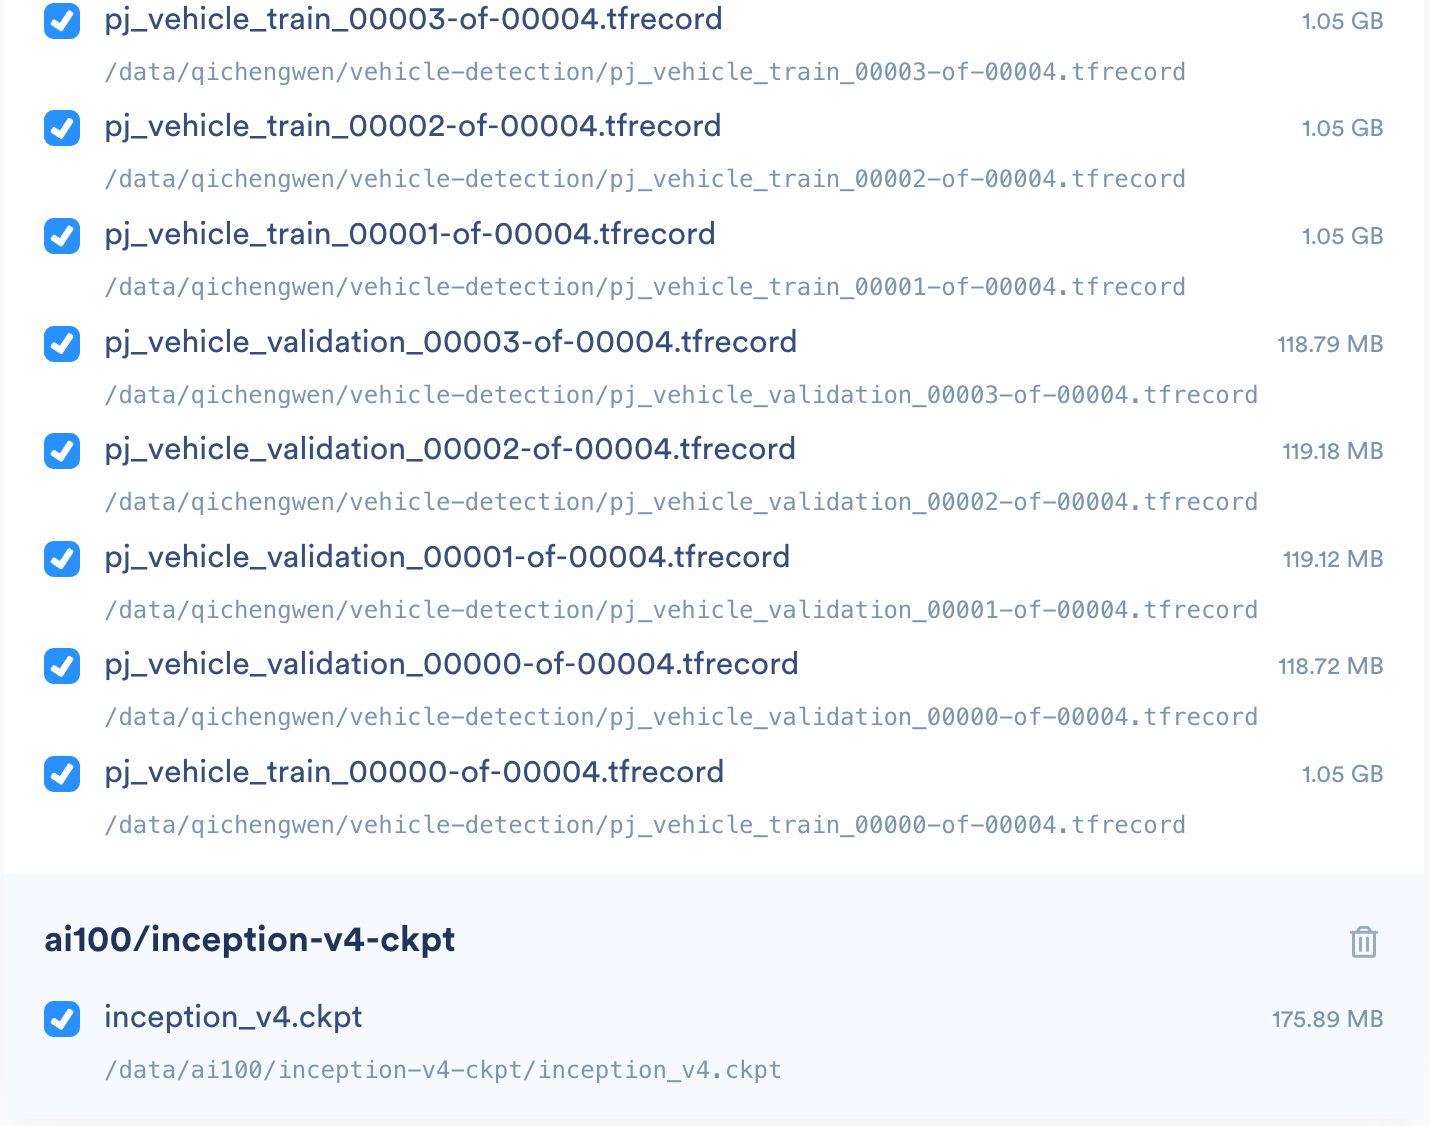 pj_vehicle_train_00003-of-00004.tfrecord 1.05 GB
/data/qichengwen/vehicle-detection/pj_vehicle_train_00003-of-00004.tfrecord
pj_vehicle_train_00002-of-00004.tfrecord 1.05 GB
/data/qichengwen/vehicle-detection/pj_vehicle_train_00002-of-00004.tfrecord
pj_vehicle_train_00001-of-00004.tfrecord 1.05 GB
/data/qichengwen/vehicle-detection/pj_vehicle_train_00001-of-00004.tfrecord
pj_vehicle_validation_00003-of-00004.tfrecord 118.79 MB
/data/qichengwen/vehicle-detection/pj_vehicle_validation_00003-of-00004.tfrecord
pj_vehicle_validation_00002-of-00004.tfrecord 119.18 MB
/data/qichengwen/vehicle-detection/pj_vehicle_validation_00002-of-00004.tfrecord
pj_vehicle_validation_00001-of-00004.tfrecord 119.12 MB
/data/qichengwen/vehicle-detection/pj_vehicle_validation_00001-of-00004.tfrecord
pj_vehicle_validation_00000-of-00004.tfrecord 118.72 MB
/data/qichengwen/vehicle-detection/pj_vehicle_validation_00000-of-00004.tfrecord
pj_vehicle_train_00000-of-00004.tfrecord 1.05 GB
/data/qichengwen/vehicle-detection/pj_vehicle_train_00000-of-00004.tfrecord
ai100/inception-v4-ckpt
inception_v4.ckpt 175.89 MB
/data/ai100/inception-v4-ckpt/inception_v4.ckpt